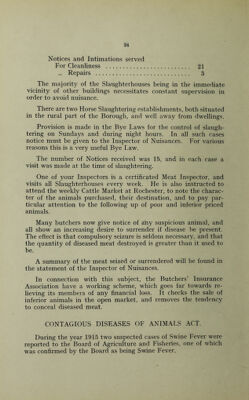 24
Notices and Intimations served
For Cleanliness ........................ 21
„ Repairs ........................... 5
The majority of the Slaughterhouses being in the immediate
vicinity of other buildings necessitates constant supervision in
order to avoid nuisance.
There are two Horse Slaughtering establishments, both situated
in the rural part of the Borough, and well away from dwellings.
Provision is made in the Bye Laws for the control of slaugh-
tering on Sundays and during night hours. In all such cases
notice must be given to the Inspector of Nuisances. For various
reasons this is a very useful Bye Law.
The number of Notices received was 15, and in each case a
visit was made at the time of slaughtering.
One of your Inspectors is a certificated Meat Inspector, and
visits all Slaughterhouses every week. He is also instructed to
attend the weekly Cattle Market at Rochester, to note the charac-
ter of the animals purchased, their destination, and to pay par-
ticular attention to the following up of poor and inferior priced
animals.
Many butchers now give notice of any suspicious animal, and
all show an increasing desire to surrender if disease be present.
The effect is that compulsory seizure is seldom necessary, and that
the quantity of diseased meat destroyed is greater than it used to
be.
A summary of the meat seized or surrendered will be found in
the statement of the Inspector of Nuisances.
In connection with this subject, the Butchers' Insurance
Association have a working scheme, which goes far towards re-
lieving its members of any financial loss. It checks the sale of
inferior animals in the open market, and removes the tendency
to conceal diseased meat.
CONTAGIOUS DISEASES OF ANIMALS ACT.
During the year 1915 two suspected cases of Swine Fever were
reported to the Board of Agriculture and Fisheries, one of which
was confirmed by the Board as being Swine Fever.